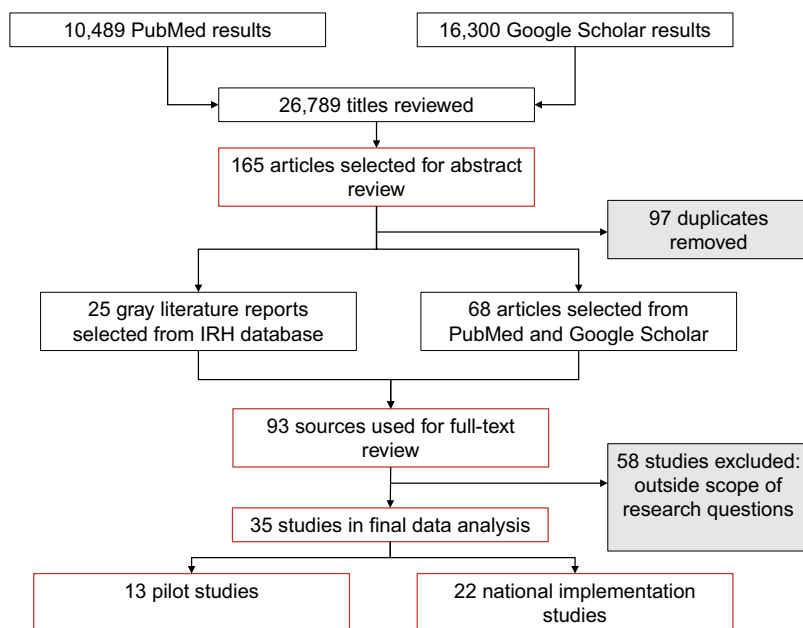 10,489 PubMed results
16,300 Google Scholar results
26,789 titles reviewed
165 articles selected for abstract
review
97 duplicates
removed
25 gray literature reports
selected from IRH database
68 articles selected from
PubMed and Google Scholar
93 sources used for full-text
review
58 studies excluded:
outside scope of
research questions
35 studies in final data analysis
13 pilot studies
22 national implementation
studies